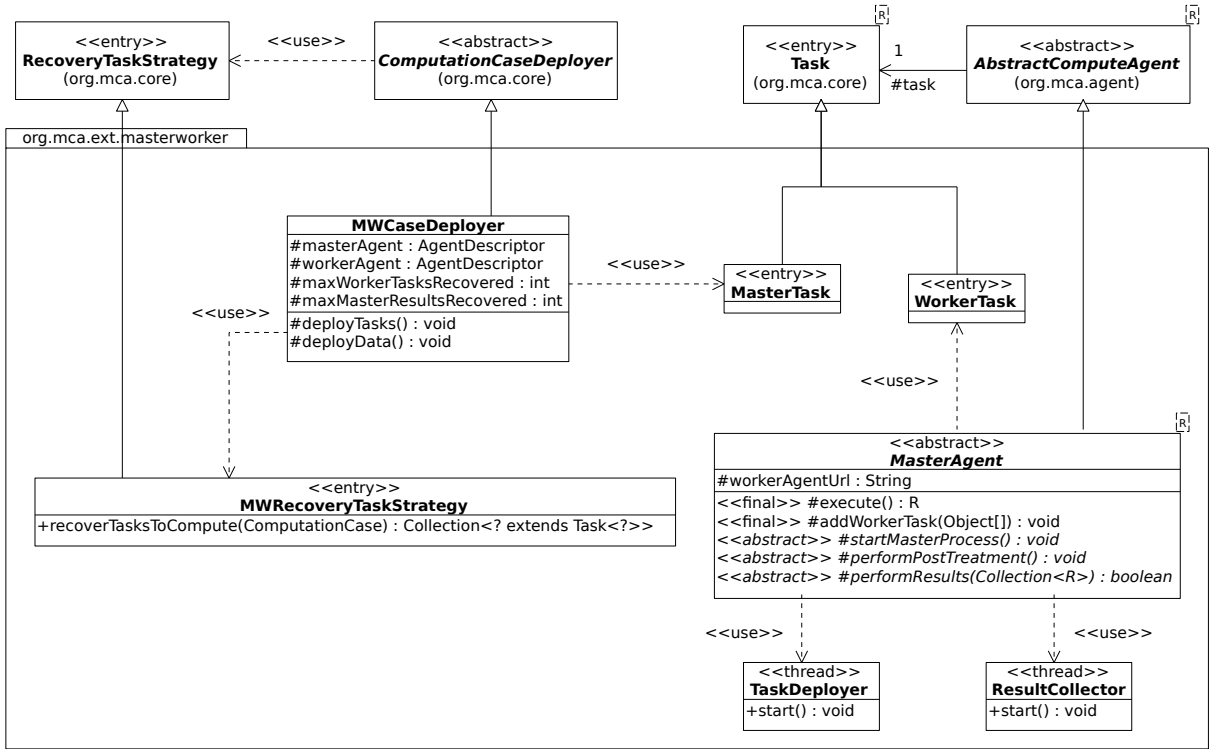 R
R
<<entry>>
RecoveryTaskStrategy
(org.mca.core)
<<use>>
<<abstract>>
ComputationCaseDeployer
(org.mca.core)
<<entry>>
Task
(org.mca.core)
1
#task
<<abstract>>
AbstractComputeAgent
(org.mca.agent)
org.mca.ext.masterworker
MWCaseDeployer
#masterAgent : AgentDescriptor
#workerAgent : AgentDescriptor
#maxWorkerTasksRecovered : int
#maxMasterResultsRecovered : int
#deployTasks() : void
#deployData() : void
<<use>>
<<use>>
<<entry>>
MasterTask
<<entry>>
WorkerTask
<<use>>
R
<<entry>>
MWRecoveryTaskStrategy
+recoverTasksToCompute(ComputationCase) : Collection<? extends Task<?>>
<<abstract>>
MasterAgent
#workerAgentUrl : String
<<final>> #execute() : R
<<final>> #addWorkerTask(Object[]) : void
<<abstract>> #startMasterProcess() : void
<<abstract>> #performPostTreatment() : void
<<abstract>> #performResults(Collection<R>) : boolean
<<use>>
<<use>>
<<thread>>
TaskDeployer
+start() : void
<<thread>>
ResultCollector
+start() : void